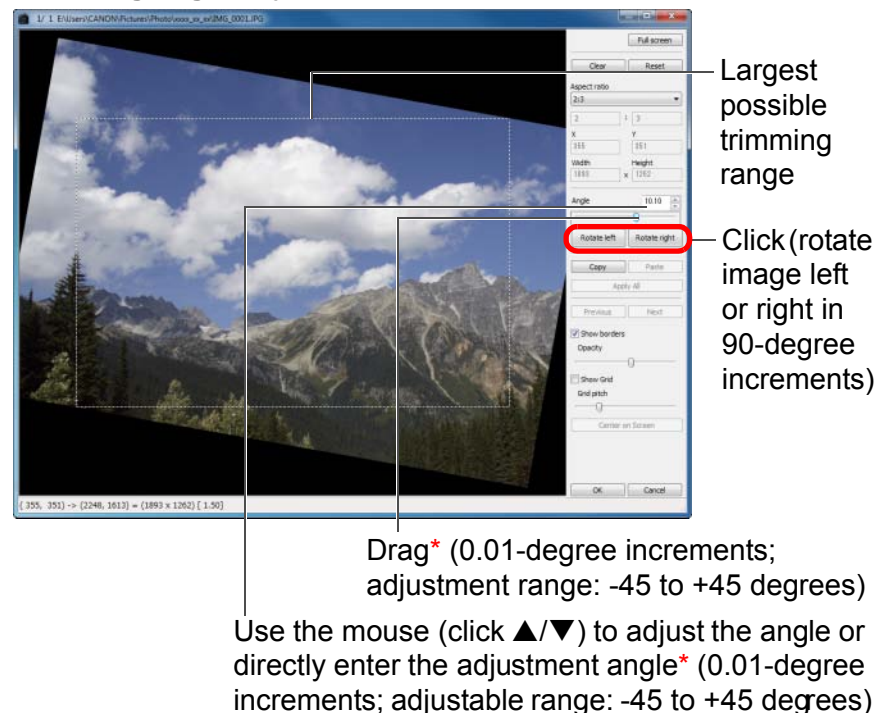 1/ 1 E:\Users\CANON\Pictures\Photo\xxxx_xx_xx\IMG_0001.JPG
Full screen
Clear Reset
Aspect ratio
2:3
2 : 3
X Y
355 351
Width Height
1893 x 1262
Angle 10.10
Rotate left Rotate right
Copy Paste
Apply All
Previous Next
Show borders
Opacity
Show Grid
Grid pitch
Center on Screen
OK Cancel
( 355, 351) -> (2248, 1613) = (1893 x 1262) [ 1.50]
Largest
possible
trimming
range
Click (rotate
image left
or right in
90-degree
increments)
Drag* (0.01-degree increments;
adjustment range: -45 to +45 degrees)
Use the mouse (click ▲/▼) to adjust the angle or
directly enter the adjustment angle* (0.01-degree
increments; adjustable range: -45 to +45 degrees)